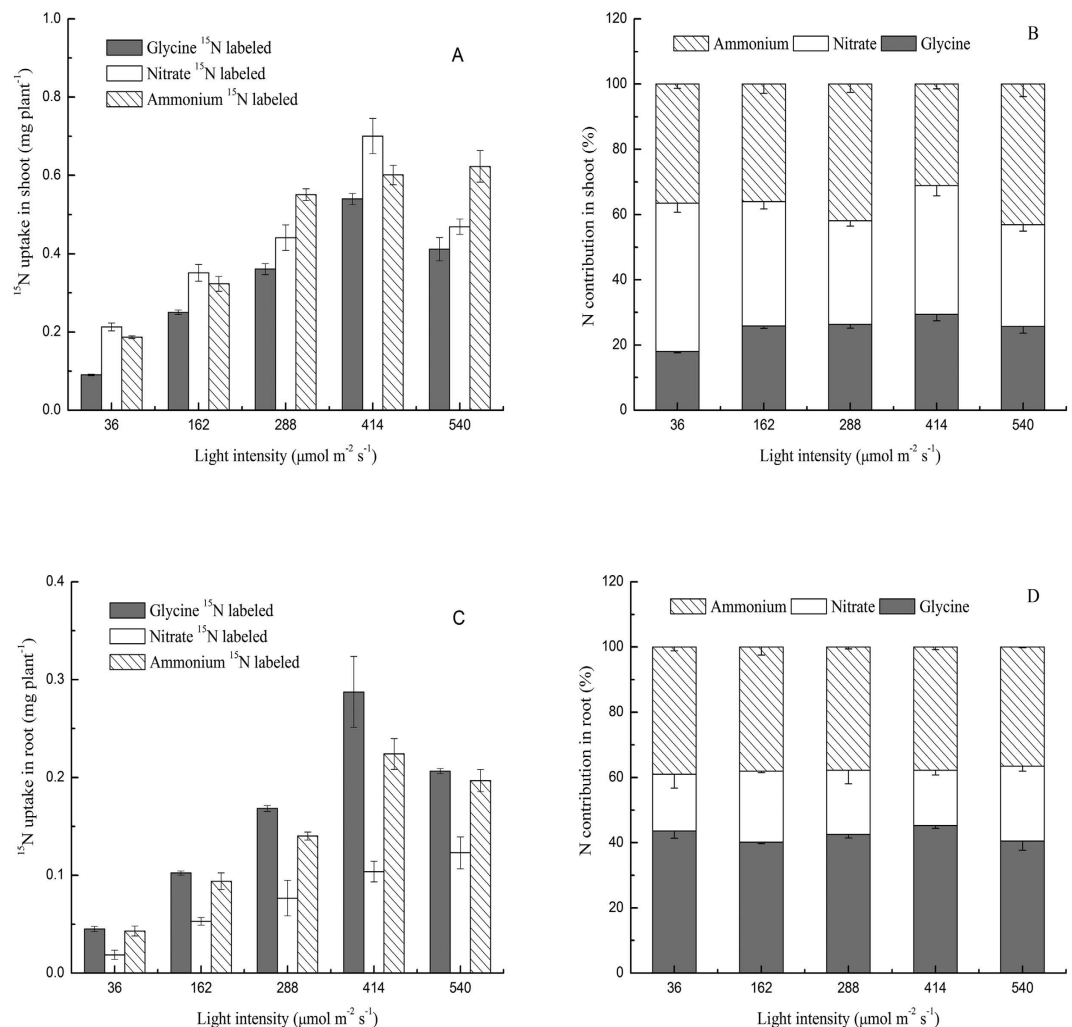 A
Glycine ¹⁵N labeled
Nitrate ¹⁵N labeled
Ammonium ¹⁵N labeled
¹⁵N uptake in shoot (mg plant⁻¹)
1.0
0.8
0.6
0.4
0.2
0.0
36 162 288 414 540
Light intensity (μmol m⁻² s⁻¹)
B
Ammonium Nitrate Glycine
N contribution in shoot (%)
120
100
80
60
40
20
0
36 162 288 414 540
Light intensity (μmol m⁻² s⁻¹)
C
Glycine ¹⁵N labeled
Nitrate ¹⁵N labeled
Ammonium ¹⁵N labeled
¹⁵N uptake in root (mg plant⁻¹)
0.4
0.3
0.2
0.1
0.0
36 162 288 414 540
Light intensity (μmol m⁻² s⁻¹)
D
Ammonium Nitrate Glycine
N contribution in root (%)
120
100
80
60
40
20
0
36 162 288 414 540
Light intensity (μmol m⁻² s⁻¹)